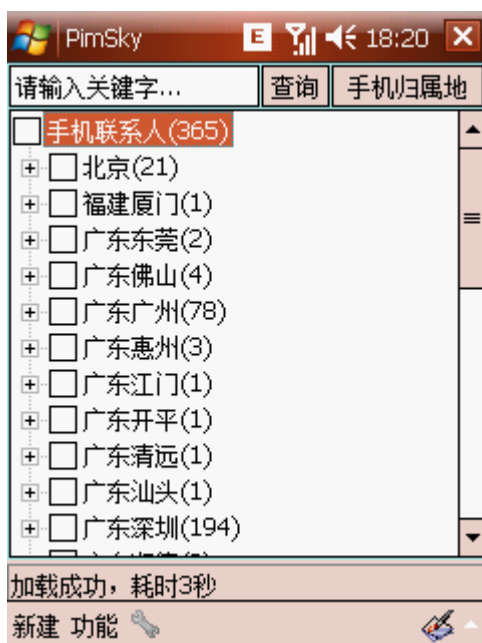 PimSky E 18:20
请输入关键字... 查询 手机归属地
手机联系人(365)
北京(21)
福建厦门(1)
广东东莞(2)
广东佛山(4)
广东广州(78)
广东惠州(3)
广东江门(1)
广东开平(1)
广东清远(1)
广东汕头(1)
广东深圳(194)
加载成功，耗时3秒
新建 功能